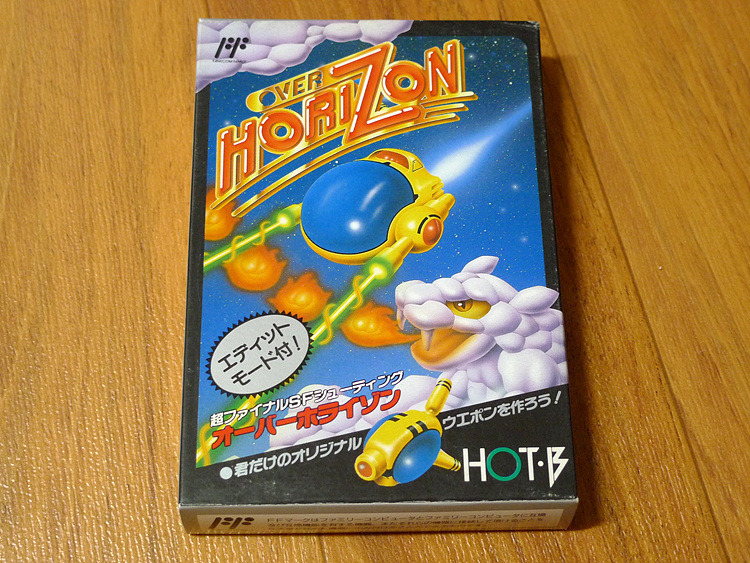 OVER
HORIZON
エディット
モード付!
超ファイナルSFシューティング
オーバーホライゾン
●君だけのオリジナル
ウエポンを作ろう!
HOT・B
FFマークはファミリーコンピュータとファミリーコンピュータに互換